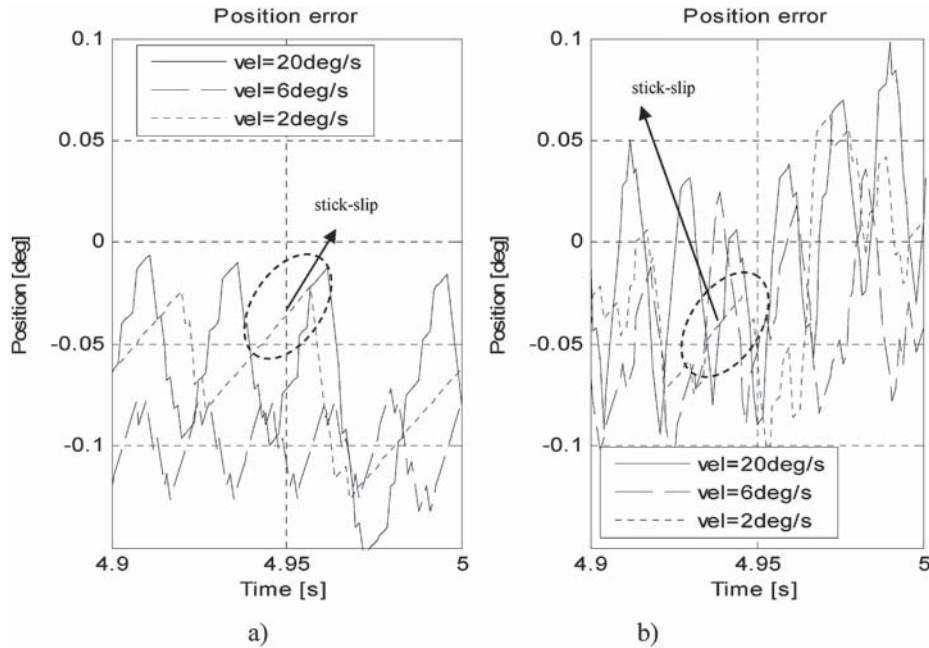 Position error
0.1
0.05
0
-0.05
-0.1
Position [deg]
vel=20deg/s
vel=6deg/s
vel=2deg/s
stick-slip
4.9
4.95
5
Time [s]
a)
Position error
0.1
0.05
0
-0.05
-0.1
Position [deg]
stick-slip
vel=20deg/s
vel=6deg/s
vel=2deg/s
4.9
4.95
5
Time [s]
b)